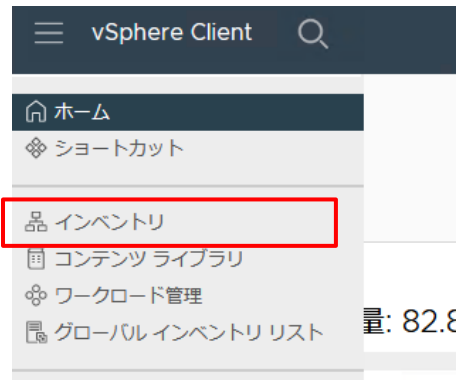 vSphere Client
ホーム
ショートカット
インベントリ
コンテンツ ライブラリ
ワークロード管理
グローバル インベントリ リスト
量: 82.8